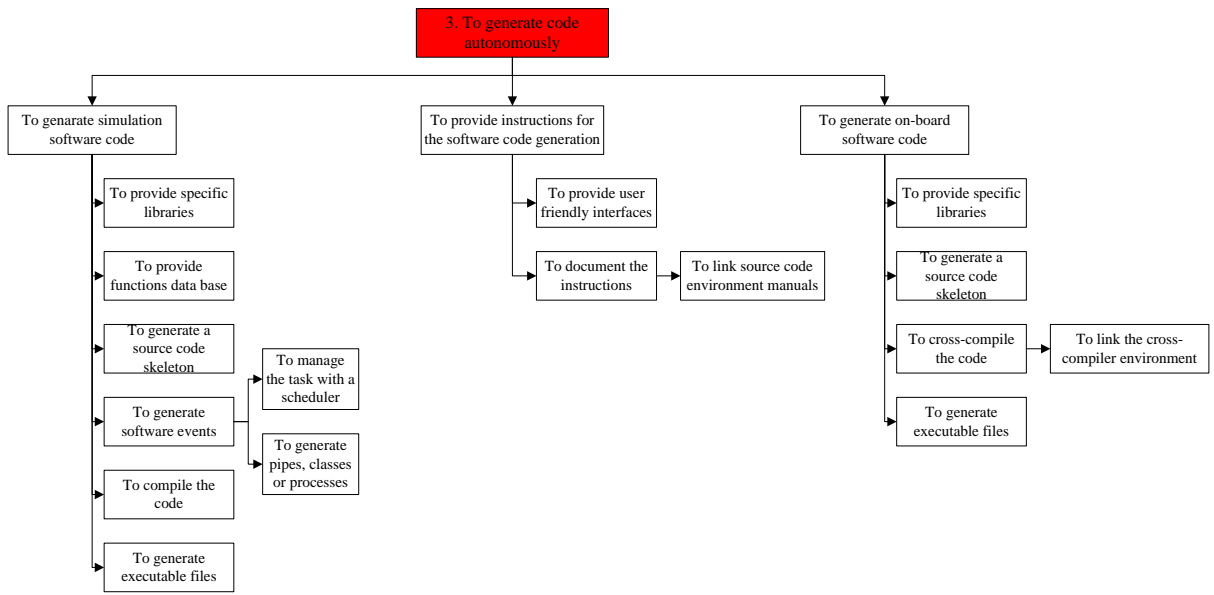 3. To generate code
autonomously
To genarate simulation
software code
To provide specific
libraries
To provide
functions data base
To generate a
source code
skeleton
To generate
software events
To manage
the task with a
scheduler
To generate
pipes, classes
or processes
To compile the
code
To generate
executable files
To provide instructions for
the software code generation
To provide user
friendly interfaces
To document the
instructions
To link source code
environment manuals
To generate on-board
software code
To provide specific
libraries
To generate a
source code
skeleton
To cross-compile
the code
To link the cross-
compiler environment
To generate
executable files